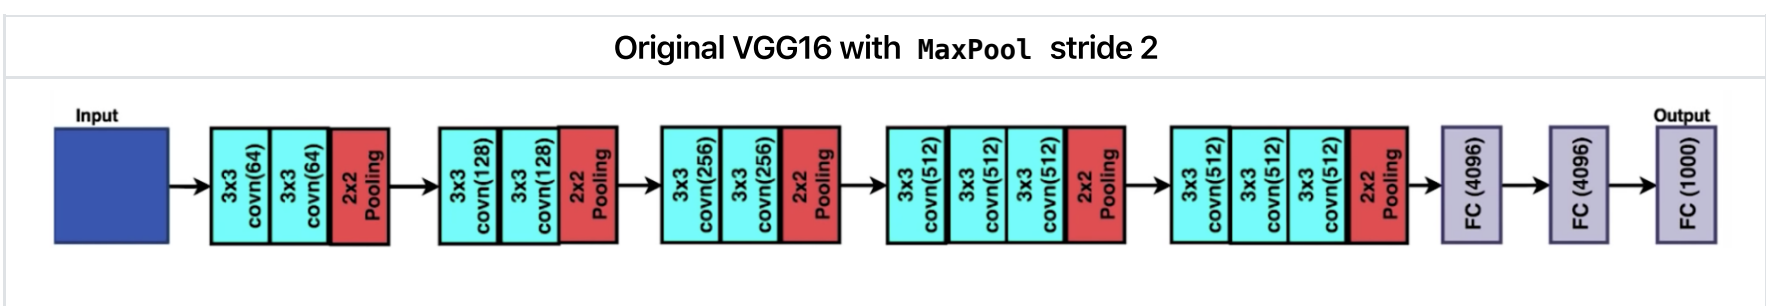 Original VGG16 with MaxPool stride 2
Input
3x3
covn(64)
3x3
covn(64)
2x2
Pooling
3x3
covn(128)
3x3
covn(128)
2x2
Pooling
3x3
covn(256)
3x3
covn(256)
2x2
Pooling
3x3
covn(512)
3x3
covn(512)
3x3
covn(512)
2x2
Pooling
3x3
covn(512)
3x3
covn(512)
3x3
covn(512)
2x2
Pooling
FC (4096)
FC (4096)
Output
FC (1000)